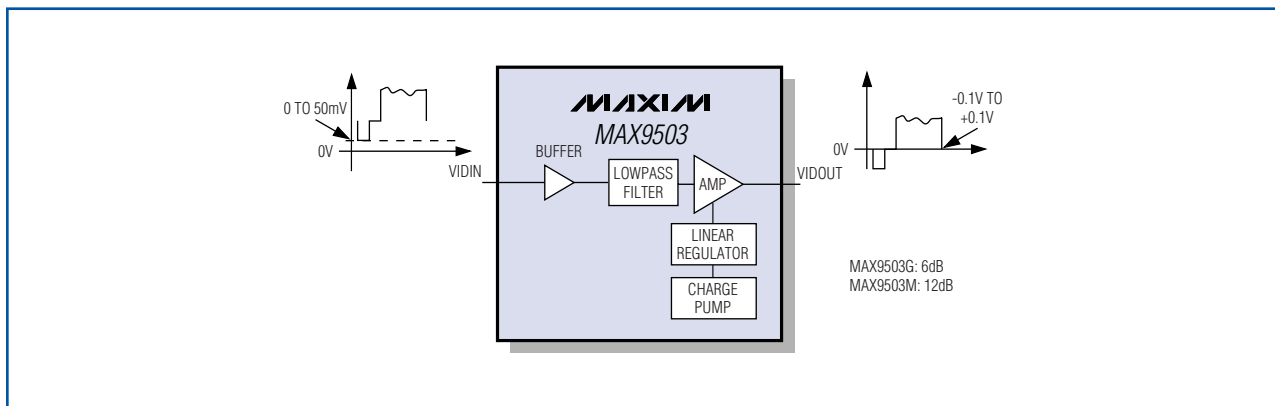 0 TO 50mV
0V
VIDIN
MAXIM
MAX9503
BUFFER
LOWPASS
FILTER
AMP
LINEAR
REGULATOR
CHARGE
PUMP
VIDOUT
0V
-0.1V TO
+0.1V
MAX9503G: 6dB
MAX9503M: 12dB